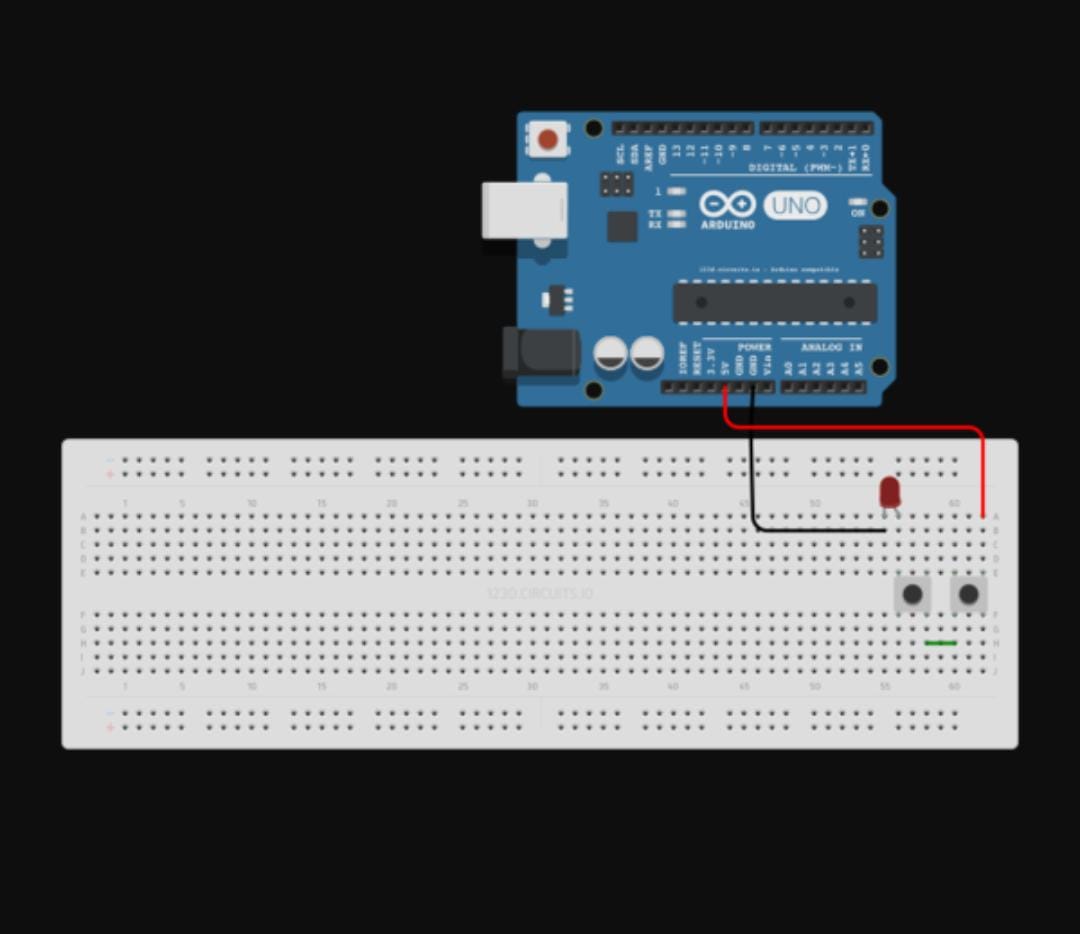 SCL
SDA
AREF
GND
13
12
~11
~10
~9
8
7
~6
~5
4
~3
2
TX▸1
RX◂0
DIGITAL (PWM~)
1
TX
RX
ARDUINO
UNO
ON
123d.circuits.io - Arduino compatible
POWER
ANALOG IN
IOREF
RESET
3.3V
5V
GND
GND
Vin
A0
A1
A2
A3
A4
A5
- +
1 5 10 15 20 25 30 35 40 45 50 60
A A
B B
C C
D D
E E
123D.CIRCUITS.IO
F F
G G
H H
I I
J J
1 5 10 15 20 25 30 35 40 45 50 55 60
- +